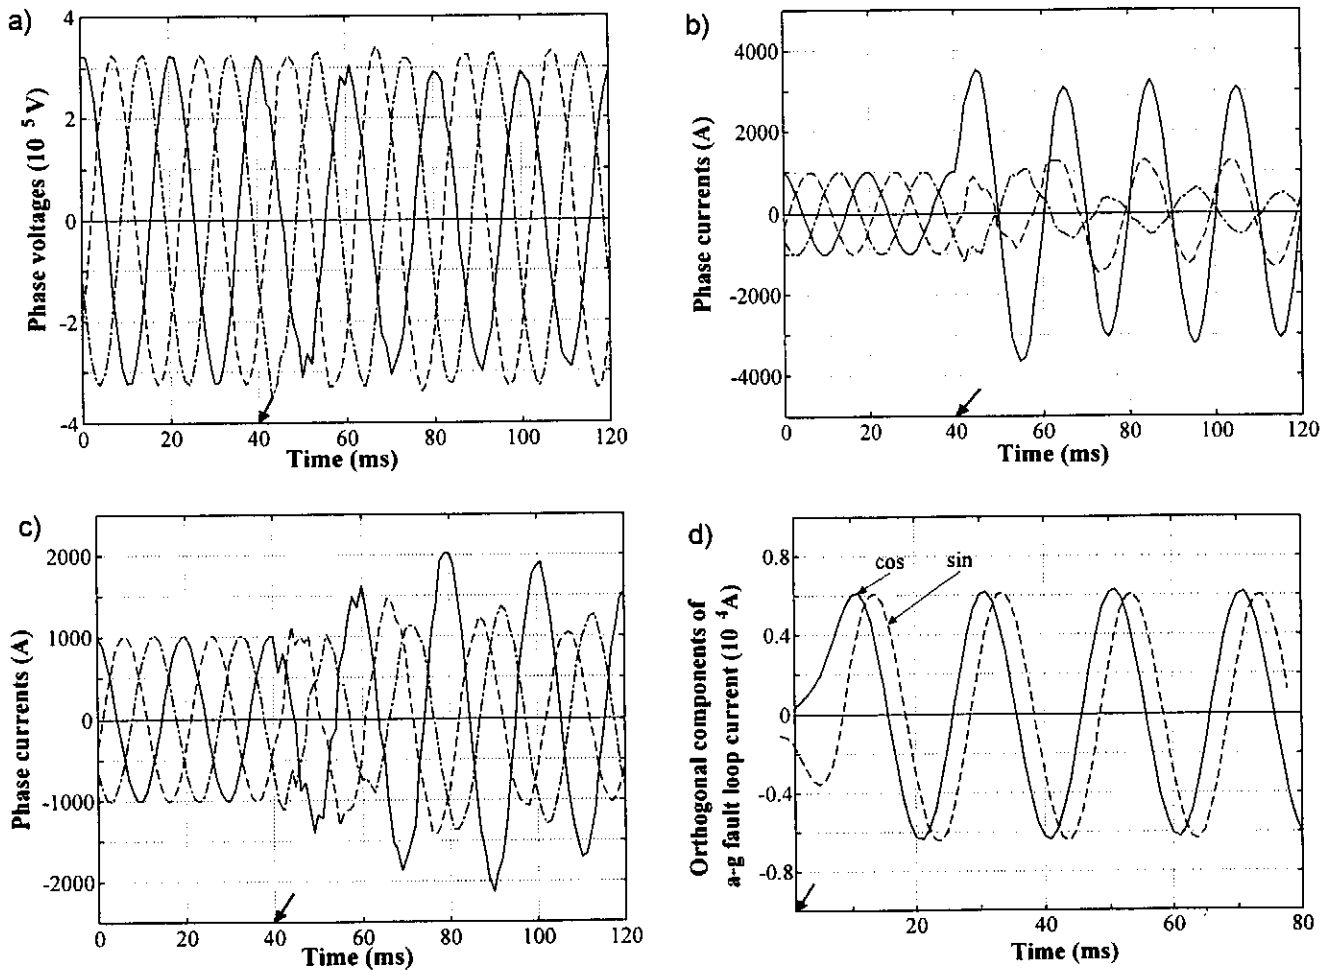 a)
Phase voltages (10 5 V)
4
2
0
-2
-4
0 20 40 60 80 100 120
Time (ms)
b)
Phase currents (A)
4000
2000
0
-2000
-4000
0 20 40 60 80 100 120
Time (ms)
c)
Phase currents (A)
2000
1000
0
-1000
-2000
0 20 40 60 80 100 120
Time (ms)
d)
Orthogonal components of
a-g fault loop current (10 4 A)
0.8
0.4
0
-0.4
-0.8
cos sin
20 40 60 80
Time (ms)